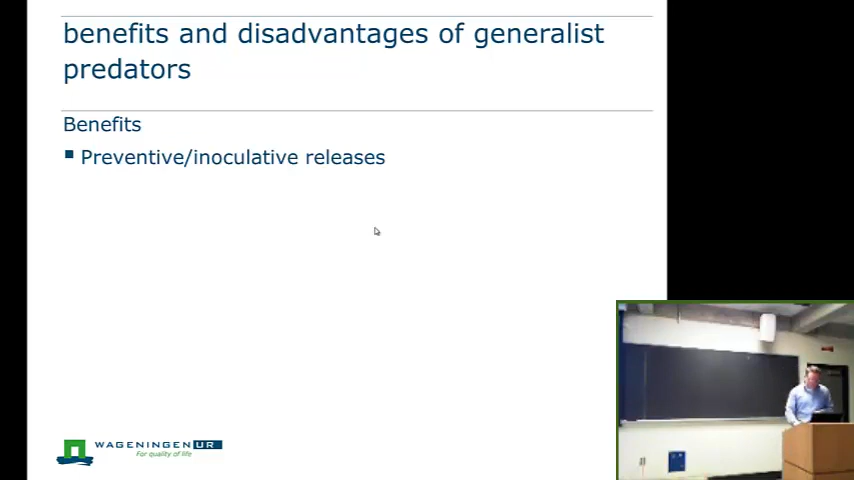 benefits and disadvantages of generalist
predators
Benefits
Preventive/inoculative releases
WAGENINGEN UR
For quality of life